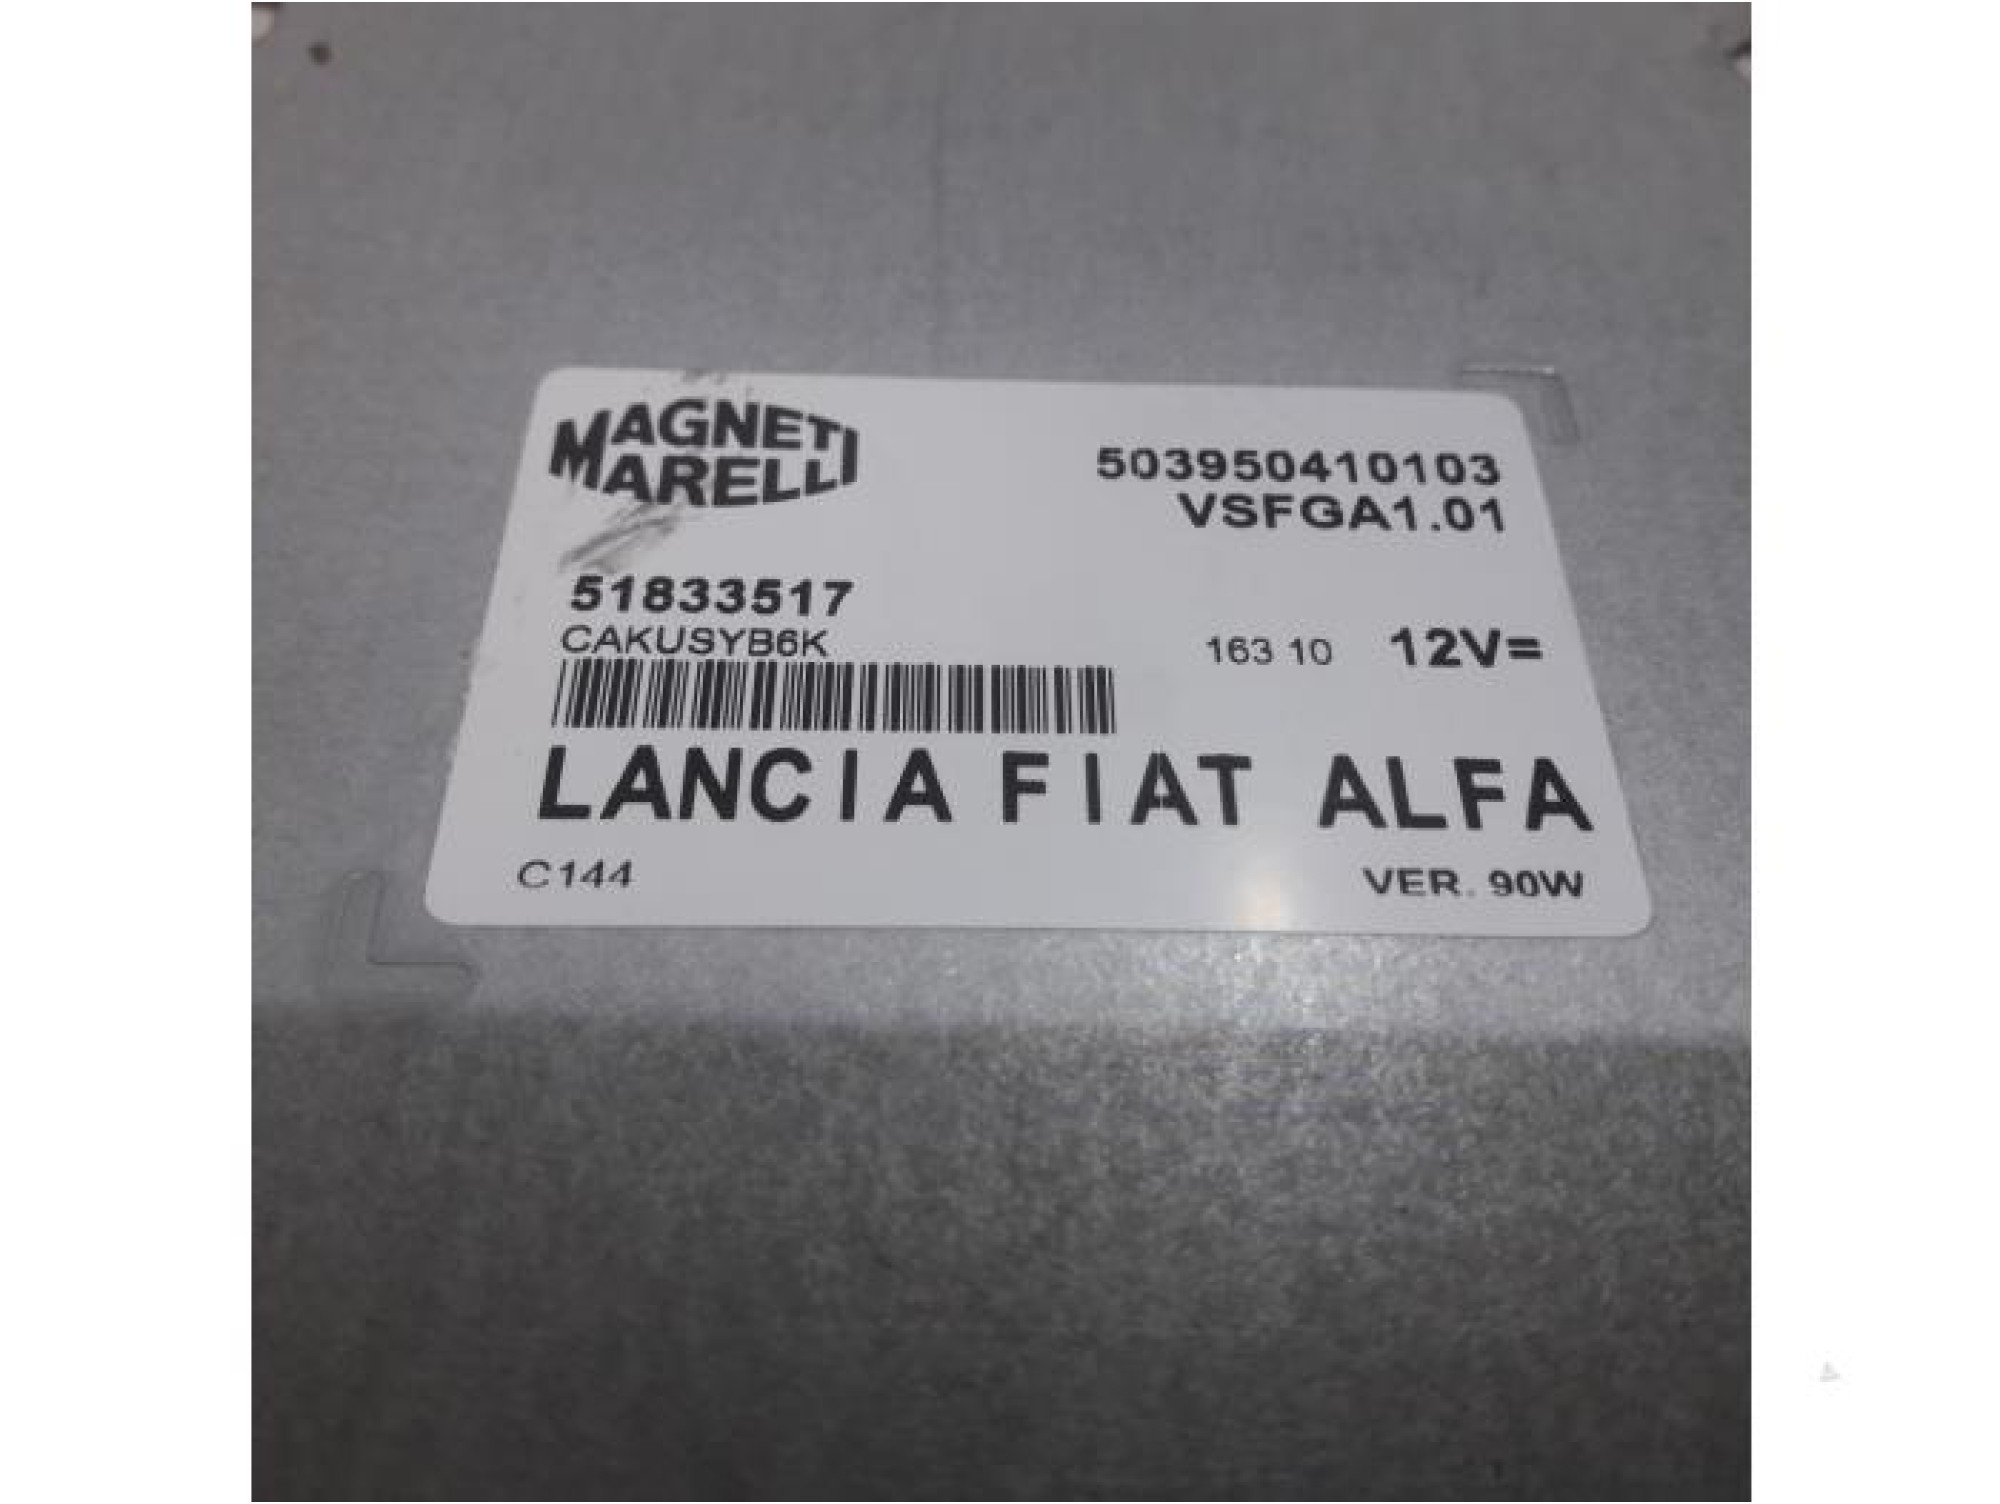 MAGNETI
MARELLI
503950410103
VSFGA1.01
51833517
CAKUSYB6K
163 10 12V=
LANCIA FIAT ALFA
C144 VER. 90W